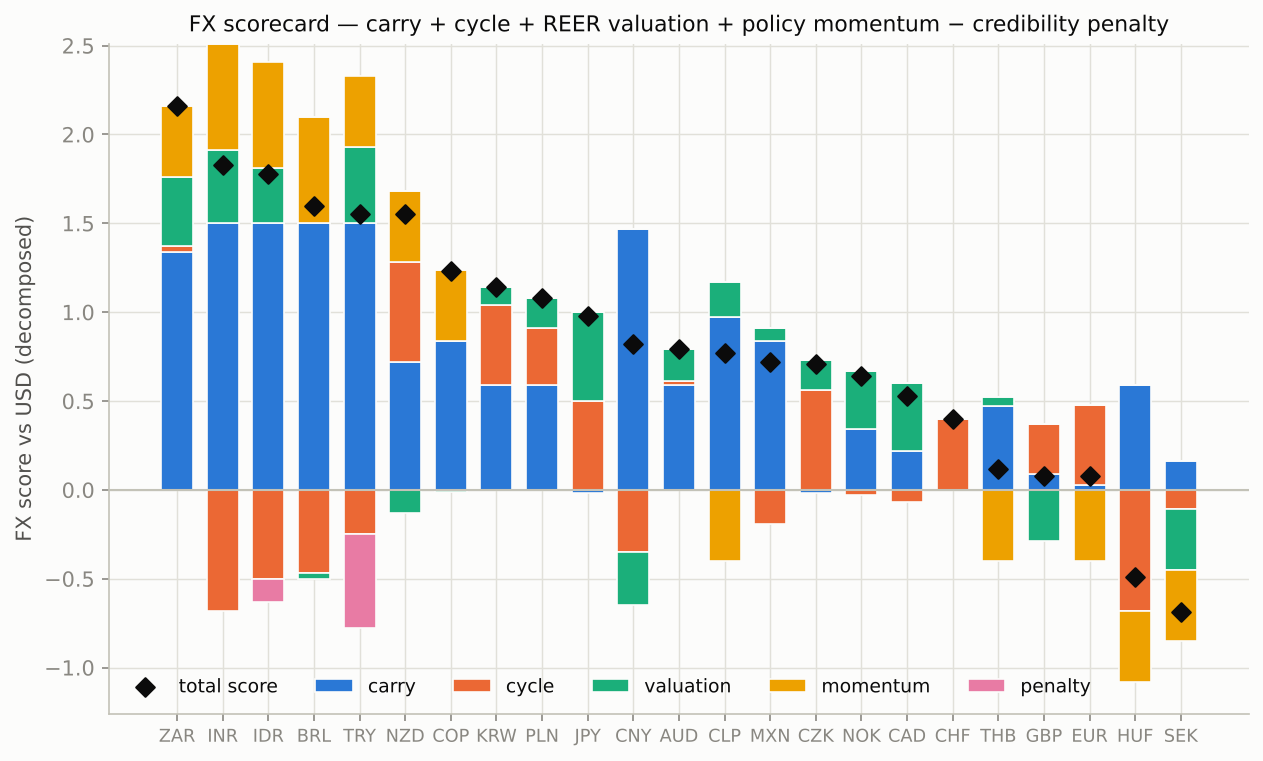 FX scorecard — carry + cycle + REER valuation + policy momentum − credibility penalty
FX score vs USD (decomposed)
2.5
2.0
1.5
1.0
0.5
0.0
−0.5
−1.0
total score carry cycle valuation momentum penalty
ZAR INR IDR BRL TRY NZD COP KRW PLN JPY CNY AUD CLP MXN CZK NOK CAD CHF THB GBP EUR HUF SEK